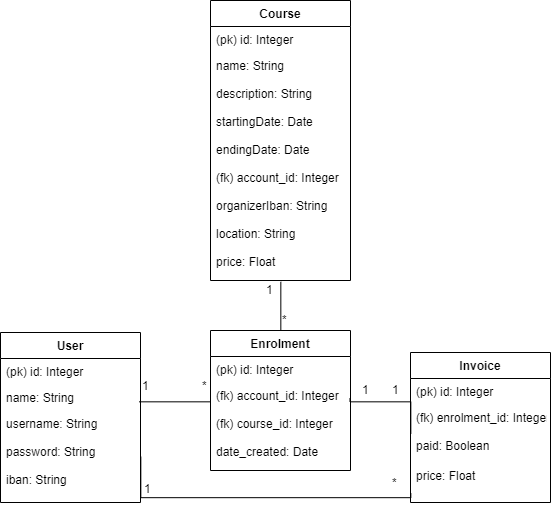 Course
(pk) id: Integer
name: String
description: String
startingDate: Date
endingDate: Date
(fk) account_id: Integer
organizerIban: String
location: String
price: Float
1
*
User
(pk) id: Integer
name: String
username: String
password: String
iban: String
1
*
Enrolment
(pk) id: Integer
(fk) account_id: Integer
(fk) course_id: Integer
date_created: Date
1
1
Invoice
(pk) id: Integer
(fk) enrolment_id: Intege
paid: Boolean
price: Float
1
*